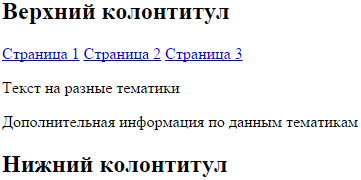 Верхний колонтитул
Страница 1 Страница 2 Страница 3
Текст на разные тематики
Дополнительная информация по данным тематикам
Нижний колонтитул